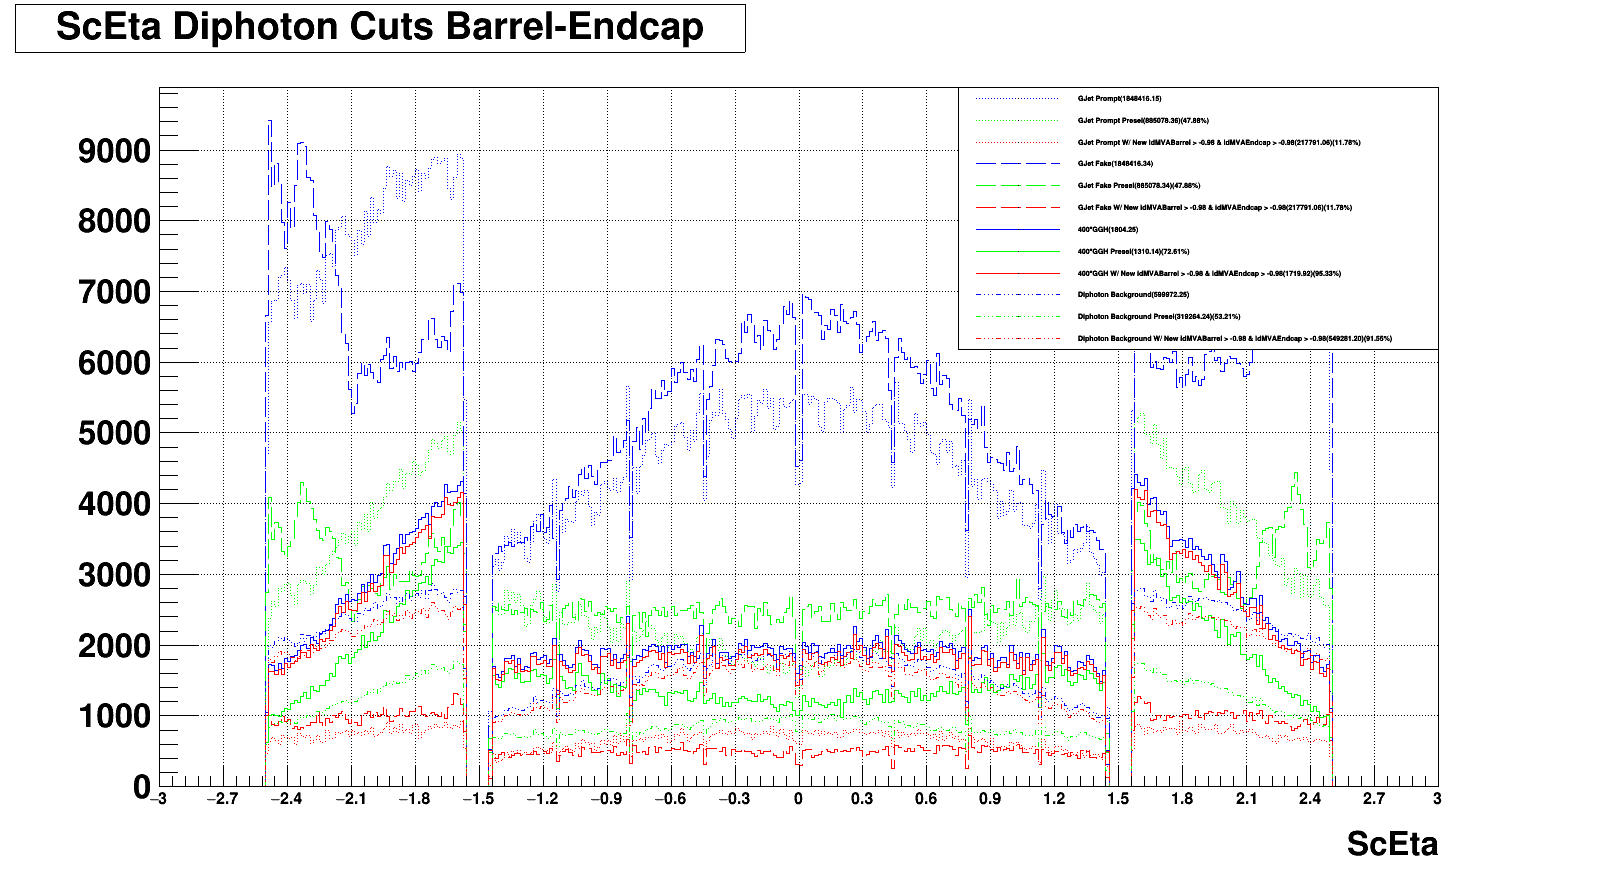 ScEta Diphoton Cuts Barrel-Endcap
GJet Prompt(1848416.15)
GJet Prompt Presel(885078.36)(47.88%)
GJet Prompt W/ New IdMVABarrel > -0.98 & IdMVAEndcap > -0.98(217791.06)(11.78%)
GJet Fake(1848416.34)
GJet Fake Presel(885078.34)(47.88%)
GJet Fake W/ New IdMVABarrel > -0.98 & IdMVAEndcap > -0.98(217791.05)(11.78%)
400*GGH(1804.25)
400*GGH Presel(1310.14)(72.61%)
400*GGH W/ New IdMVABarrel > -0.98 & IdMVAEndcap > -0.98(1719.92)(95.33%)
Diphoton Background(599972.25)
Diphoton Background Presel(319264.24)(53.21%)
Diphoton Background W/ New IdMVABarrel > -0.98 & IdMVAEndcap > -0.98(549281.20)(91.55%)
9000
8000
7000
6000
5000
4000
3000
2000
1000
0
−3 −2.7 −2.4 −2.1 −1.8 −1.5 −1.2 −0.9 −0.6 −0.3 0 0.3 0.6 0.9 1.2 1.5 1.8 2.1 2.4 2.7 3
ScEta